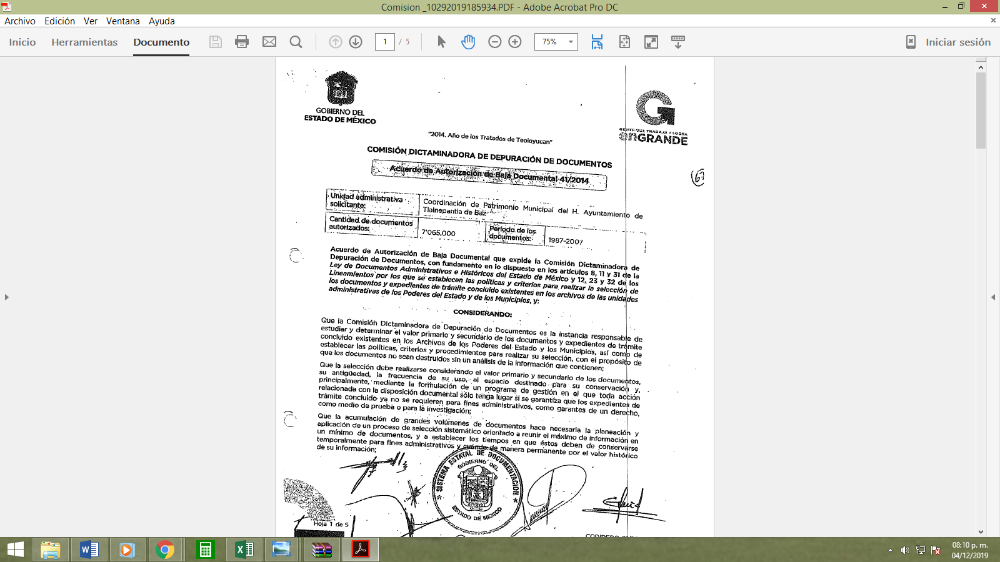 Comision _10292019185934.PDF - Adobe Acrobat Pro DC
Archivo Edición Ver Ventana Ayuda
Inicio Herramientas Documento 1 / 5 75% Iniciar sesión
GOBIERNO DEL
ESTADO DE MÉXICO
GENTE QUE TRABAJA Y LOGRA
enGRANDE
"2014. Año de los Tratados de Teoloyucan"
COMISIÓN DICTAMINADORA DE DEPURACIÓN DE DOCUMENTOS
Acuerdo de Autorización de Baja Documental 41/2014
67
Unidad administrativa
solicitante:
Coordinación de Patrimonio Municipal del H. Ayuntamiento de
Tlalnepantla de Baz
Cantidad de documentos
autorizados:
7'065,000
Período de los
documentos:
1987-2007
Acuerdo de Autorización de Baja Documental que expide la Comisión Dictaminadora de
Depuración de Documentos, con fundamento en lo dispuesto en los artículos 8, 11 y 31 de la
Ley de Documentos Administrativos e Históricos del Estado de México y 12, 23 y 32 de los
Lineamientos por los que se establecen las políticas y criterios para realizar la selección de
los documentos y expedientes de trámite concluido existentes en los archivos de las unidades
administrativas de los Poderes del Estado y de los Municipios, y:
CONSIDERANDO:
Que la Comisión Dictaminadora de Depuración de Documentos es la instancia responsable de
estudiar y determinar el valor primario y secundario de los documentos y expedientes de trámite
concluido existentes en los Archivos de los Poderes del Estado y los Municipios, así como de
establecer las políticas, criterios y procedimientos para realizar su selección, con el propósito de
que los documentos no sean destruidos sin un análisis de la información que contienen;
Que la selección debe realizarse considerando el valor primario y secundario de los documentos,
su antigüedad, la frecuencia de su uso, el espacio destinado para su conservación y,
principalmente, mediante la formulación de un programa de gestión en el que toda acción
relacionada con la disposición documental sólo tenga lugar si se garantiza que los expedientes de
trámite concluido ya no se requieren para fines administrativos, como garantes de un derecho,
como medio de prueba o para la investigación;
Que la acumulación de grandes volúmenes de documentos hace necesaria la planeación y
aplicación de un proceso de selección sistemático orientado a reunir el máximo de información en
un mínimo de documentos, y a establecer los tiempos en que éstos deben de conservarse
temporalmente para fines administrativos y cuándo de manera permanente por el valor histórico
de su información;
SISTEMA ESTATAL DE DOCUMENTACION
GOBIERNO DEL
ESTADO DE MEXICO
Hoja 1 de 5
08:10 p. m.
04/12/2019